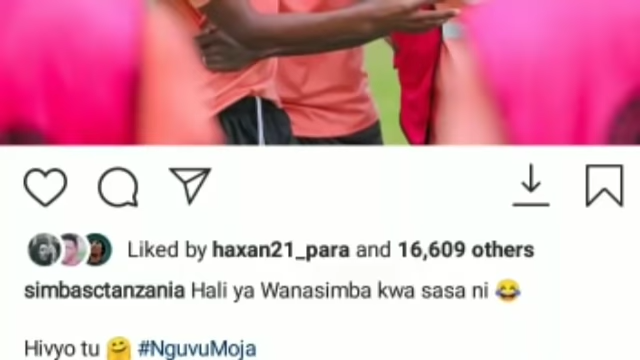 Liked by haxan21_para and 16,609 others
simbasctanzania Hali ya Wanasimba kwa sasa ni 😂
Hivyo tu 🤗 #NguvuMoja